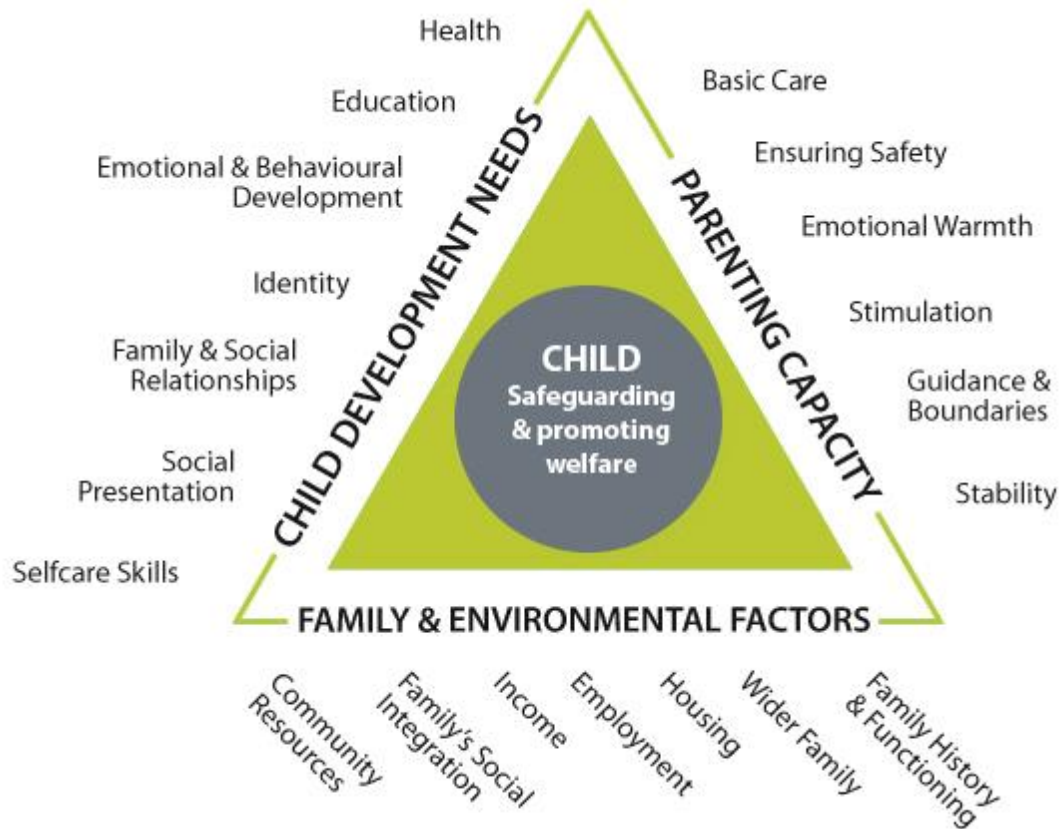 Health
Education
Emotional & Behavioural
Development
Identity
Family & Social
Relationships
Social
Presentation
Selfcare Skills
CHILD DEVELOPMENT NEEDS
CHILD
Safeguarding
& promoting
welfare
PARENTING CAPACITY
Basic Care
Ensuring Safety
Emotional Warmth
Stimulation
Guidance &
Boundaries
Stability
FAMILY & ENVIRONMENTAL FACTORS
Community
Resources
Family's Social
Integration
Income
Employment
Housing
Wider Family
Family History
& Functioning